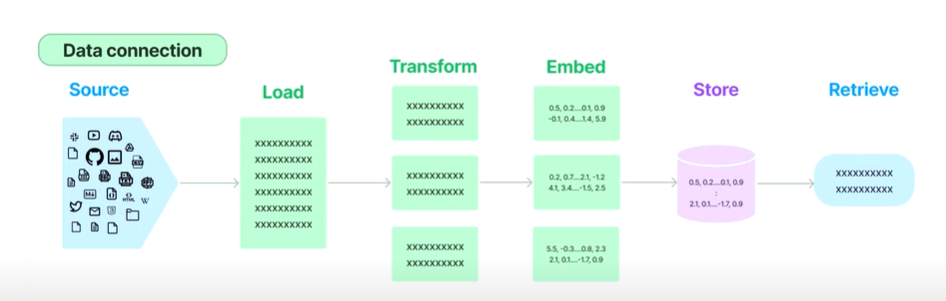 Data connection
Source
Load
Transform
Embed
Store
Retrieve
XXXXXXXXXX
XXXXXXXXXX
XXXXXXXXXX
XXXXXXXXXX
XXXXXXXXXX
XXXXXXXXXX
XXXXXXXXXX
XXXXXXXXXX
XXXXXXXXXX
XXXXXXXXXX
XXXXXXXXXX
XXXXXXXXXX
0.5, 0.2....0.1, 0.9
-0.1, 0.4....1.4, 5.9
0.2, 0.7....2.1, -1.2
4.1, 3.4....-1.5, 2.5
5.5, -0.3....0.8, 2.3
2.1, 0.1....-1.7, 0.9
0.5, 0.2....0.1, 0.9
:
2.1, 0.1....-1.7, 0.9
XXXXXXXXXX
XXXXXXXXXX